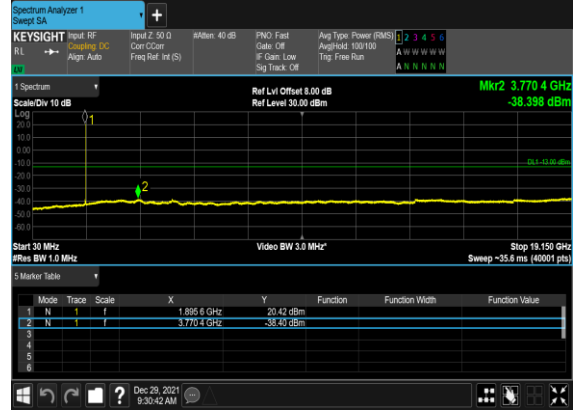 Spectrum Analyzer 1
Swept SA
+
KEYSIGHT Input: RF Input Z: 50 Ω #Atten: 40 dB PNO: Fast Avg Type: Power (RMS) 1 2 3 4 5 6
RL Coupling: DC Corr CCorr Gate: Off Avg|Hold: 100/100 A W W W W W
Align: Auto Freq Ref: Int (S) IF Gain: Low Trig: Free Run
Sig Track: Off A N N N N N
1 Spectrum Ref Lvl Offset 8.00 dB Mkr2 3.770 4 GHz
Scale/Div 10 dB Ref Level 30.00 dBm -38.398 dBm
Log
20.0
10.0
0.00
-10.0
-20.0
-30.0
-40.0
-50.0
-60.0
1
2
DL1 -13.00 dBm
Start 30 MHz Video BW 3.0 MHz* Stop 19.150 GHz
#Res BW 1.0 MHz Sweep ~35.6 ms (40001 pts)
5 Marker Table
Mode Trace Scale X Y Function Function Width Function Value
1 N 1 f 1.895 6 GHz 20.42 dBm
2 N 1 f 3.770 4 GHz -38.40 dBm
3
4
5
6
? Dec 29, 2021
9:30:42 AM